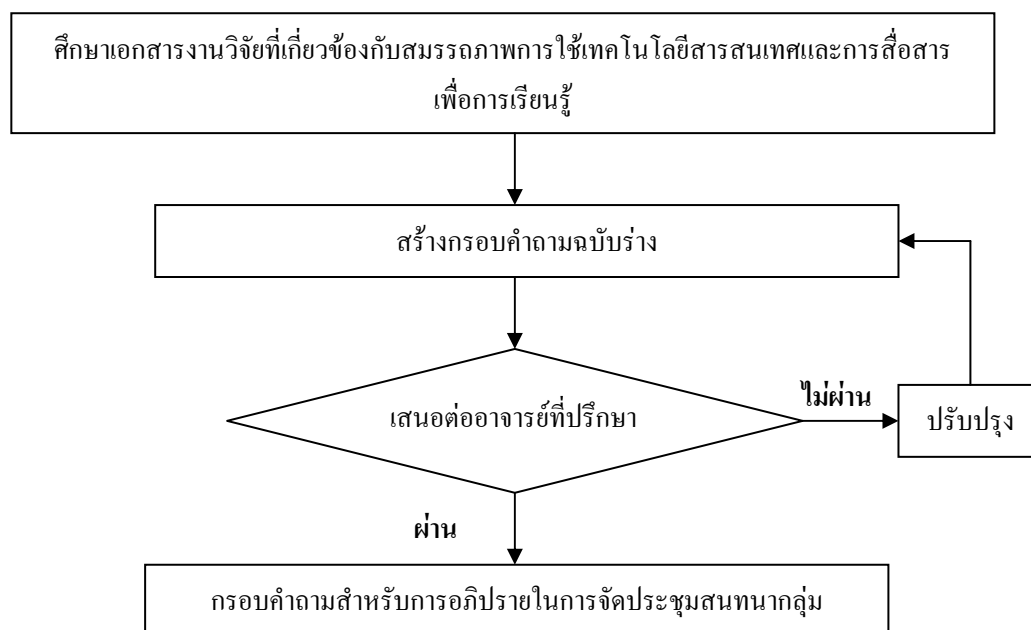 ศึกษาเอกสารงานวิจัยที่เกี่ยวข้องกับสมรรถภาพการใช้เทคโนโลยีสารสนเทศและการสื่อสาร
เพื่อการเรียนรู้
สร้างกรอบคำถามฉบับร่าง
เสนอต่ออาจารย์ที่ปรึกษา
ไม่ผ่าน
ปรับปรุง
ผ่าน
กรอบคำถามสำหรับการอภิปรายในการจัดประชุมสนทนากลุ่ม